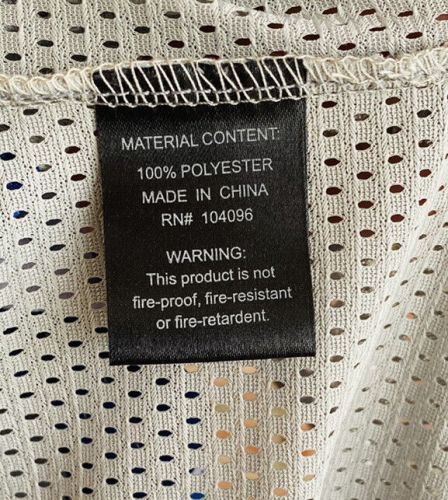 MATERIAL CONTENT:
100% POLYESTER
MADE IN CHINA
RN# 104096
WARNING:
This product is not
fire-proof, fire-resistant
or fire-retardent.